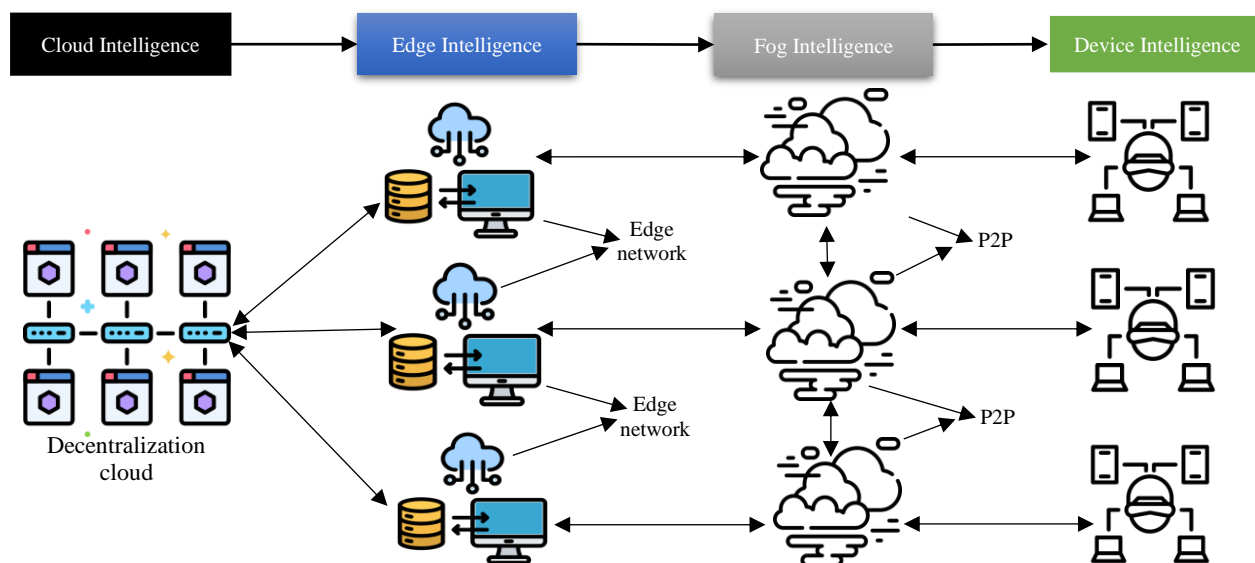 Cloud Intelligence
Edge Intelligence
Fog Intelligence
Device Intelligence
Edge
network
P2P
Edge
network
P2P
Decentralization
cloud